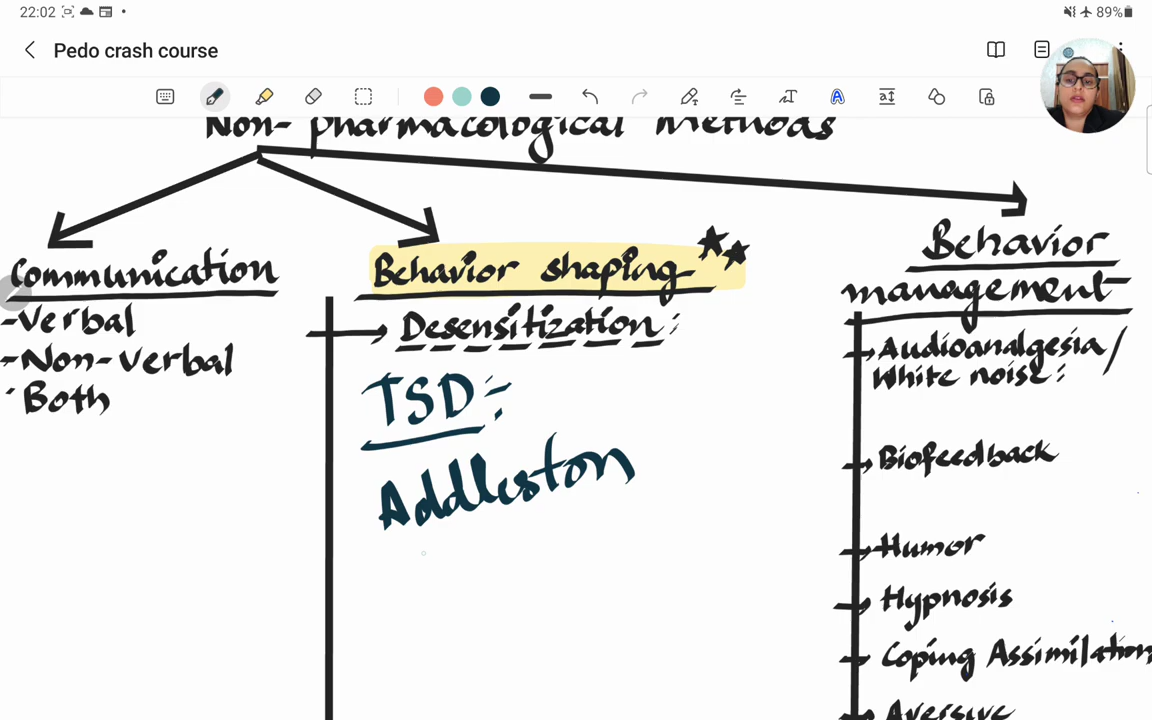 22:02
89%
Pedo crash course
Non-pharmacological Methods
Communication
-Verbal
-Non-Verbal
·Both
Behavior shaping
Desensitization:
TSD:-
Addleston
Behavior
management
Audioanalgesia/
White noise:
Biofeedback
Humor
Hypnosis
Coping Assimilation
Aversive